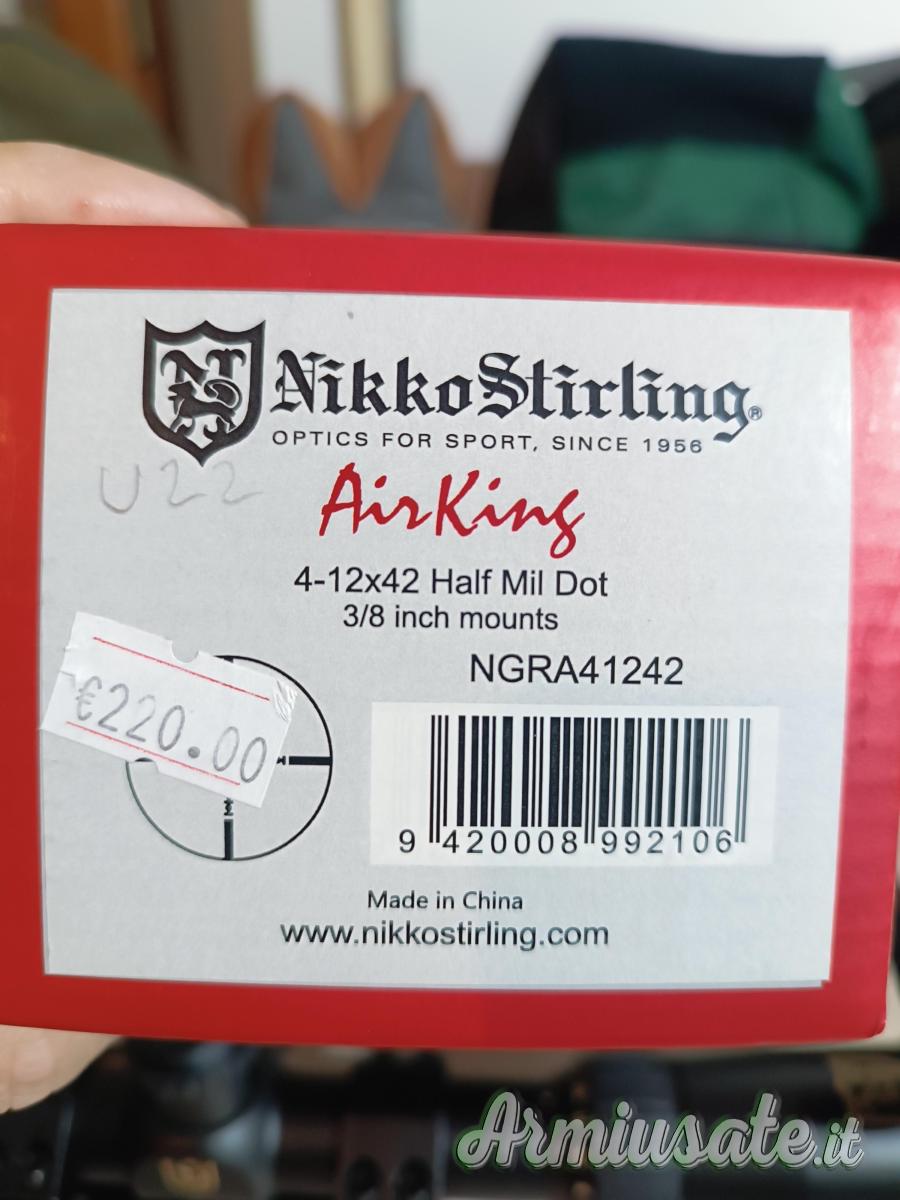 NikkoStirling®
OPTICS FOR SPORT, SINCE 1956
U22
AirKing
4-12x42 Half Mil Dot
3/8 inch mounts
NGRA41242
€220.00
9 420008 992106
Made in China
www.nikkostirling.com
Armiusate.it